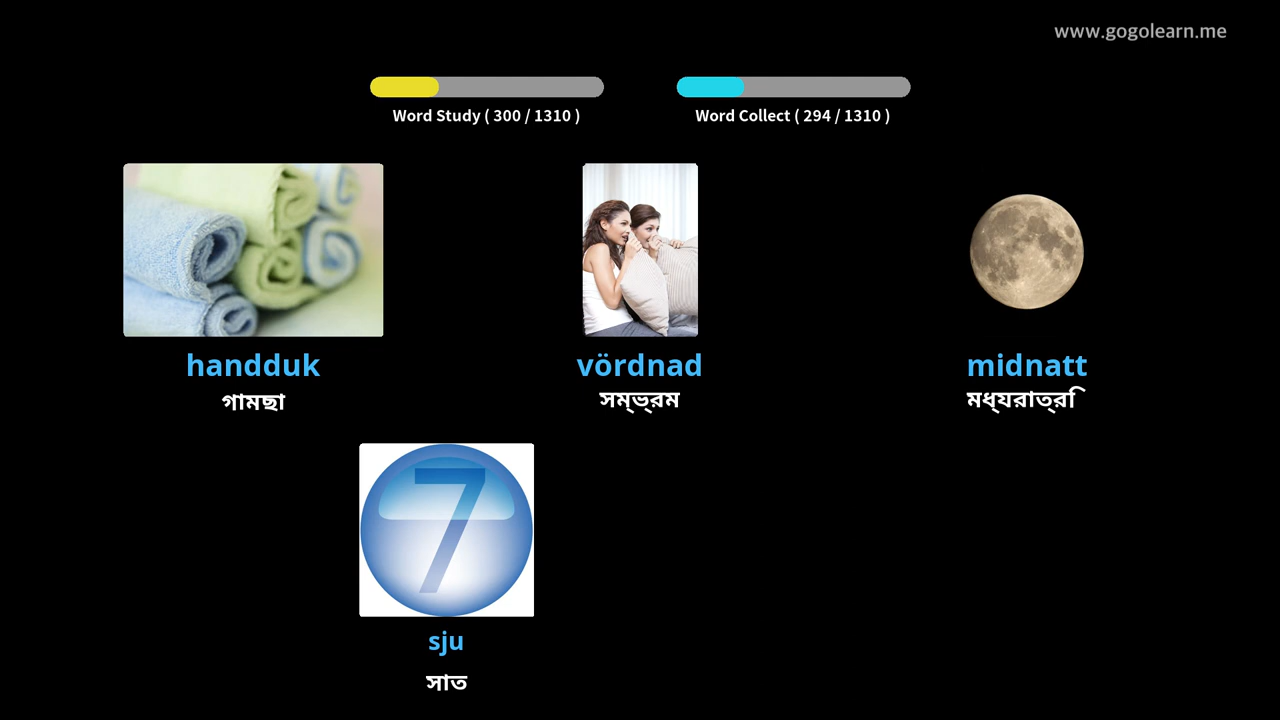 www.gogolearn.me
Word Study ( 300 / 1310 )
Word Collect ( 294 / 1310 )
handduk
vördnad
midnatt
গামছা
সম্ভ্রম
মধ্যরাত্রি
7
sju
সাত